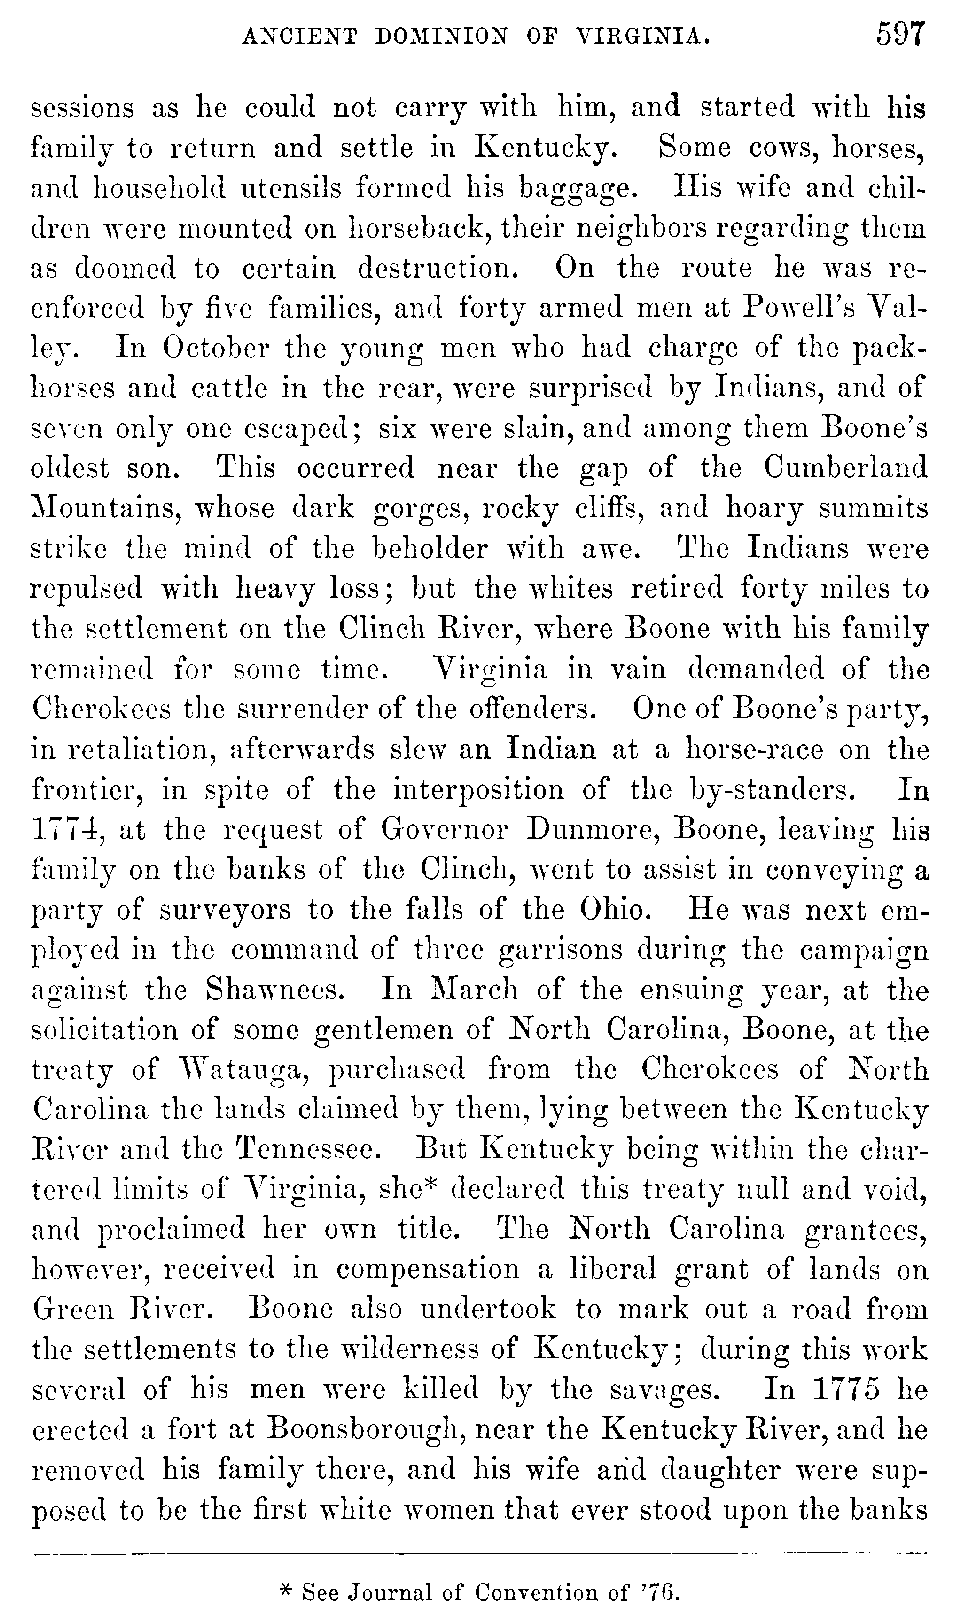 ANCIENT DOMINION OF VIRGINIA. 597
sessions as he could not carry with him, and started with his
family to return and settle in Kentucky. Some cows, horses,
and household utensils formed his baggage. His wife and chil-
dren were mounted on horseback, their neighbors regarding them
as doomed to certain destruction. On the route he was re-
enforced by five families, and forty armed men at Powell's Val-
ley. In October the young men who had charge of the pack-
horses and cattle in the rear, were surprised by Indians, and of
seven only one escaped; six were slain, and among them Boone's
oldest son. This occurred near the gap of the Cumberland
Mountains, whose dark gorges, rocky cliffs, and hoary summits
strike the mind of the beholder with awe. The Indians were
repulsed with heavy loss; but the whites retired forty miles to
the settlement on the Clinch River, where Boone with his family
remained for some time. Virginia in vain demanded of the
Cherokees the surrender of the offenders. One of Boone's party,
in retaliation, afterwards slew an Indian at a horse-race on the
frontier, in spite of the interposition of the by-standers. In
1774, at the request of Governor Dunmore, Boone, leaving his
family on the banks of the Clinch, went to assist in conveying a
party of surveyors to the falls of the Ohio. He was next em-
ployed in the command of three garrisons during the campaign
against the Shawnees. In March of the ensuing year, at the
solicitation of some gentlemen of North Carolina, Boone, at the
treaty of Watauga, purchased from the Cherokees of North
Carolina the lands claimed by them, lying between the Kentucky
River and the Tennessee. But Kentucky being within the char-
tered limits of Virginia, she* declared this treaty null and void,
and proclaimed her own title. The North Carolina grantees,
however, received in compensation a liberal grant of lands on
Green River. Boone also undertook to mark out a road from
the settlements to the wilderness of Kentucky; during this work
several of his men were killed by the savages. In 1775 he
erected a fort at Boonsborough, near the Kentucky River, and he
removed his family there, and his wife and daughter were sup-
posed to be the first white women that ever stood upon the banks
* See Journal of Convention of '76.